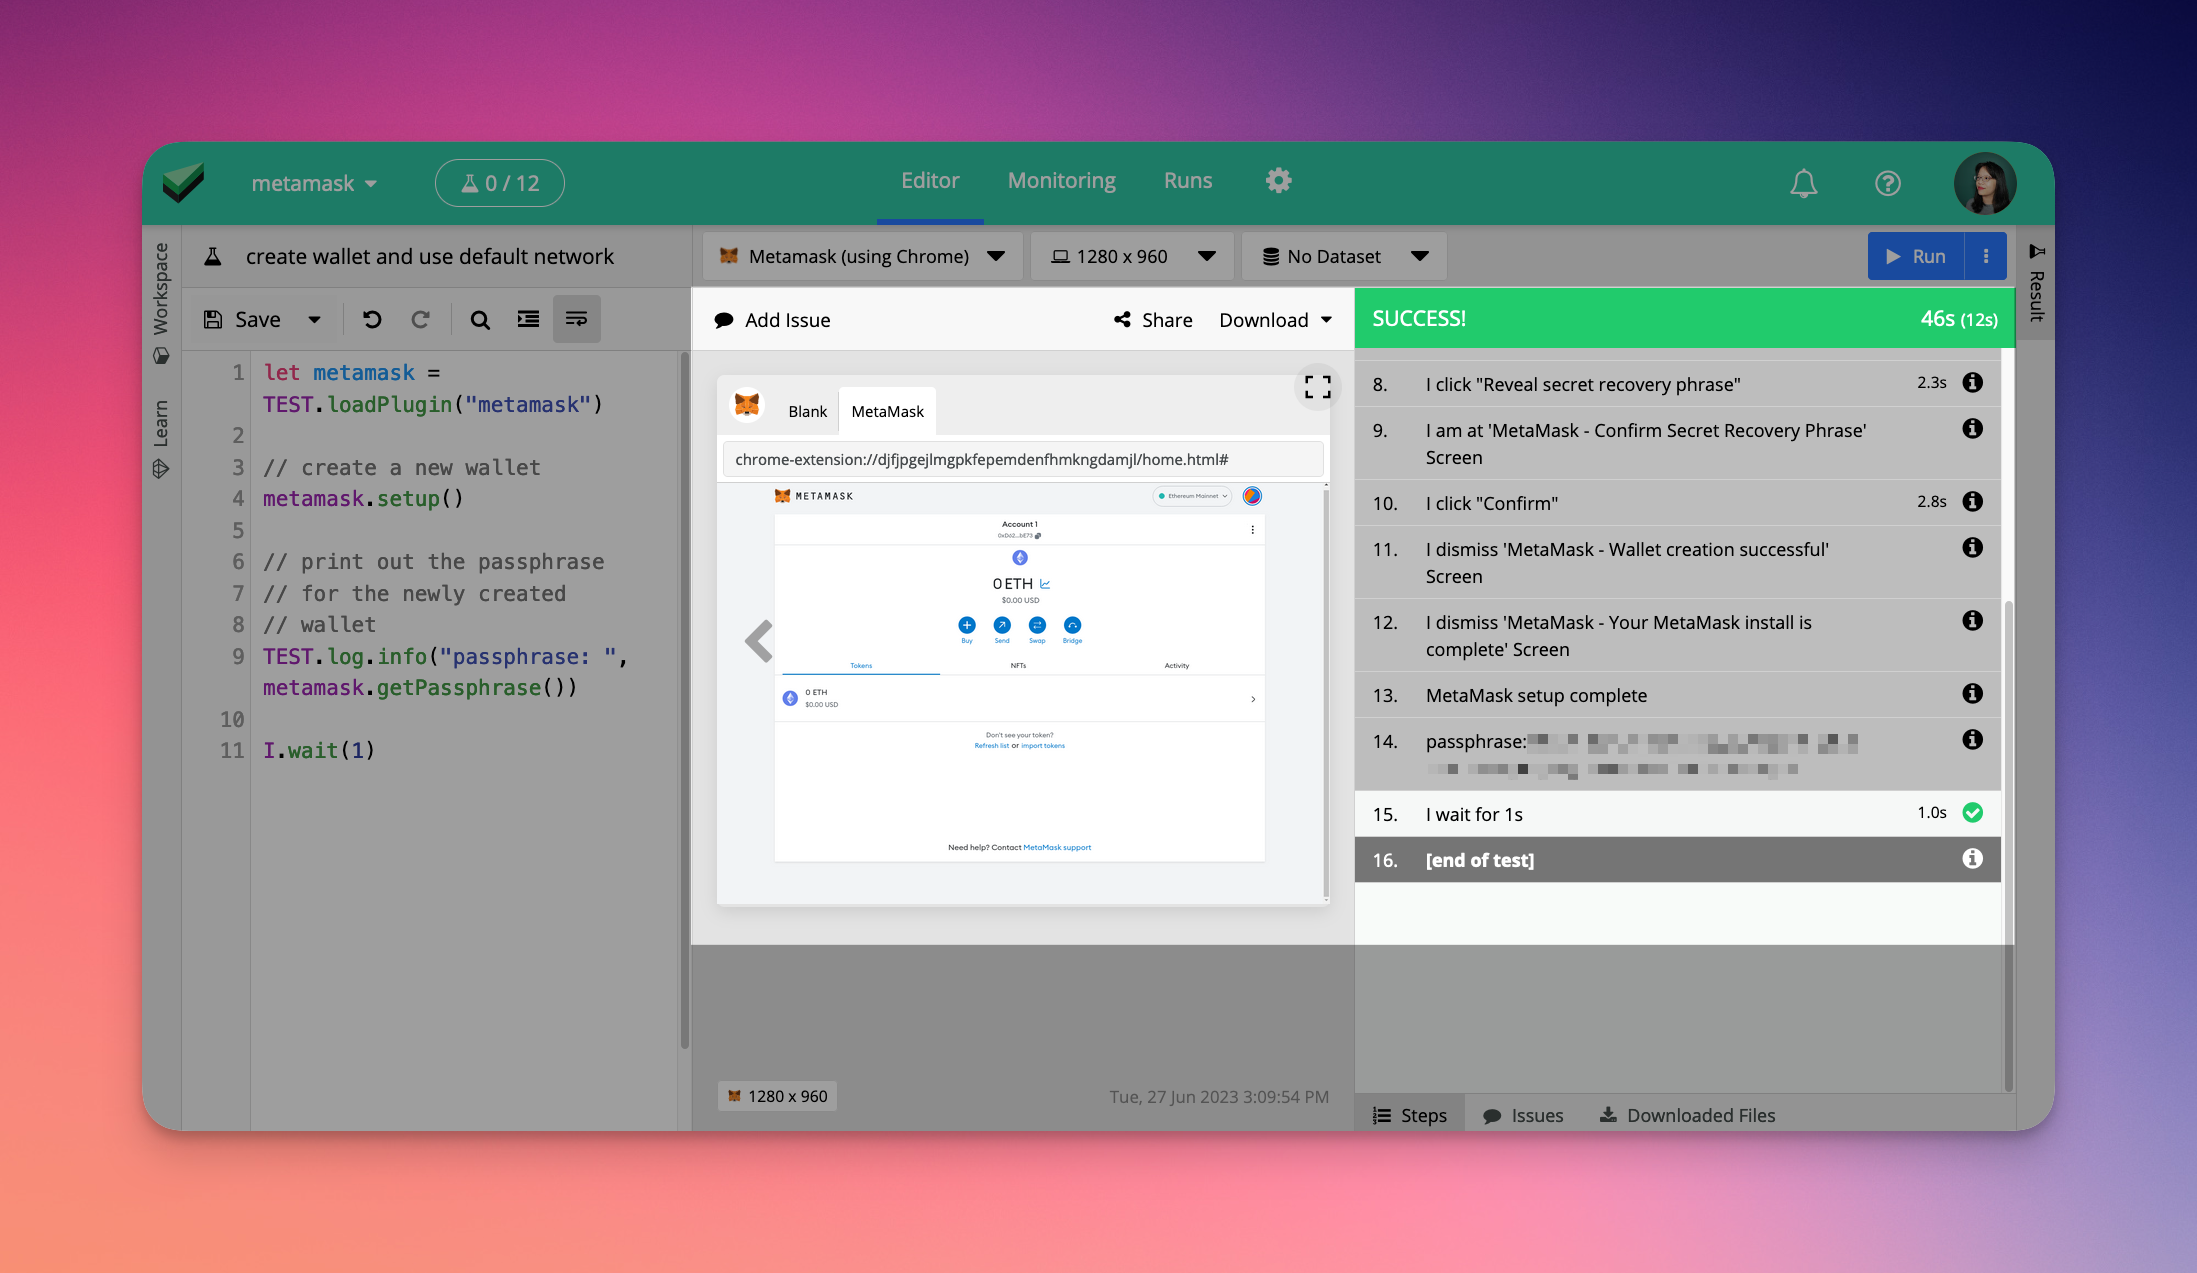 metamask
0 / 12
Editor
Monitoring
Runs
Workspace
Learn
create wallet and use default network
Metamask (using Chrome)
1280 x 960
No Dataset
Run
Result
Save
Add Issue
Share
Download
SUCCESS!
46s (12s)
1 let metamask =
TEST.loadPlugin("metamask")
2
3 // create a new wallet
4 metamask.setup()
5
6 // print out the passphrase
7 // for the newly created
8 // wallet
9 TEST.log.info("passphrase: ",
metamask.getPassphrase())
10
11 I.wait(1)
Blank
MetaMask
chrome-extension://djfjpgejlmgpkfepemdenfhmkngdamjl/home.html#
METAMASK
Ethereum Mainnet
Account 1
0 ETH
$0.00 USD
Buy
Send
Swap
Bridge
Tokens
NFTs
Activity
0 ETH
$0.00 USD
Don't see your token?
Refresh list or import tokens
Need help? Contact MetaMask support
1280 x 960
Tue, 27 Jun 2023 3:09:54 PM
8. I click "Reveal secret recovery phrase" 2.3s
9. I am at 'MetaMask - Confirm Secret Recovery Phrase'
Screen
10. I click "Confirm" 2.8s
11. I dismiss 'MetaMask - Wallet creation successful'
Screen
12. I dismiss 'MetaMask - Your MetaMask install is
complete' Screen
13. MetaMask setup complete
14. passphrase:
15. I wait for 1s 1.0s
16. [end of test]
Steps
Issues
Downloaded Files